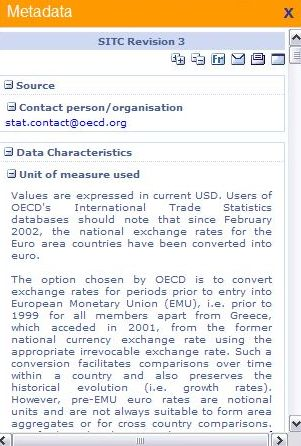 Metadata X
SITC Revision 3
Fr
Source
Contact person/organisation
stat.contact@oecd.org
Data Characteristics
Unit of measure used
Values are expressed in current USD. Users of
OECD's International Trade Statistics
databases should note that since February
2002, the national exchange rates for the
Euro area countries have been converted into
euro.
The option chosen by OECD is to convert
exchange rates for periods prior to entry into
European Monetary Union (EMU), i.e. prior to
1999 for all members apart from Greece,
which acceded in 2001, from the former
national currency exchange rate using the
appropriate irrevocable exchange rate. Such a
conversion facilitates comparisons over time
within a country and also preserves the
historical evolution (i.e. growth rates).
However, pre-EMU euro rates are notional
units and are not always suitable to form area
aggregates or for cross country comparisons.